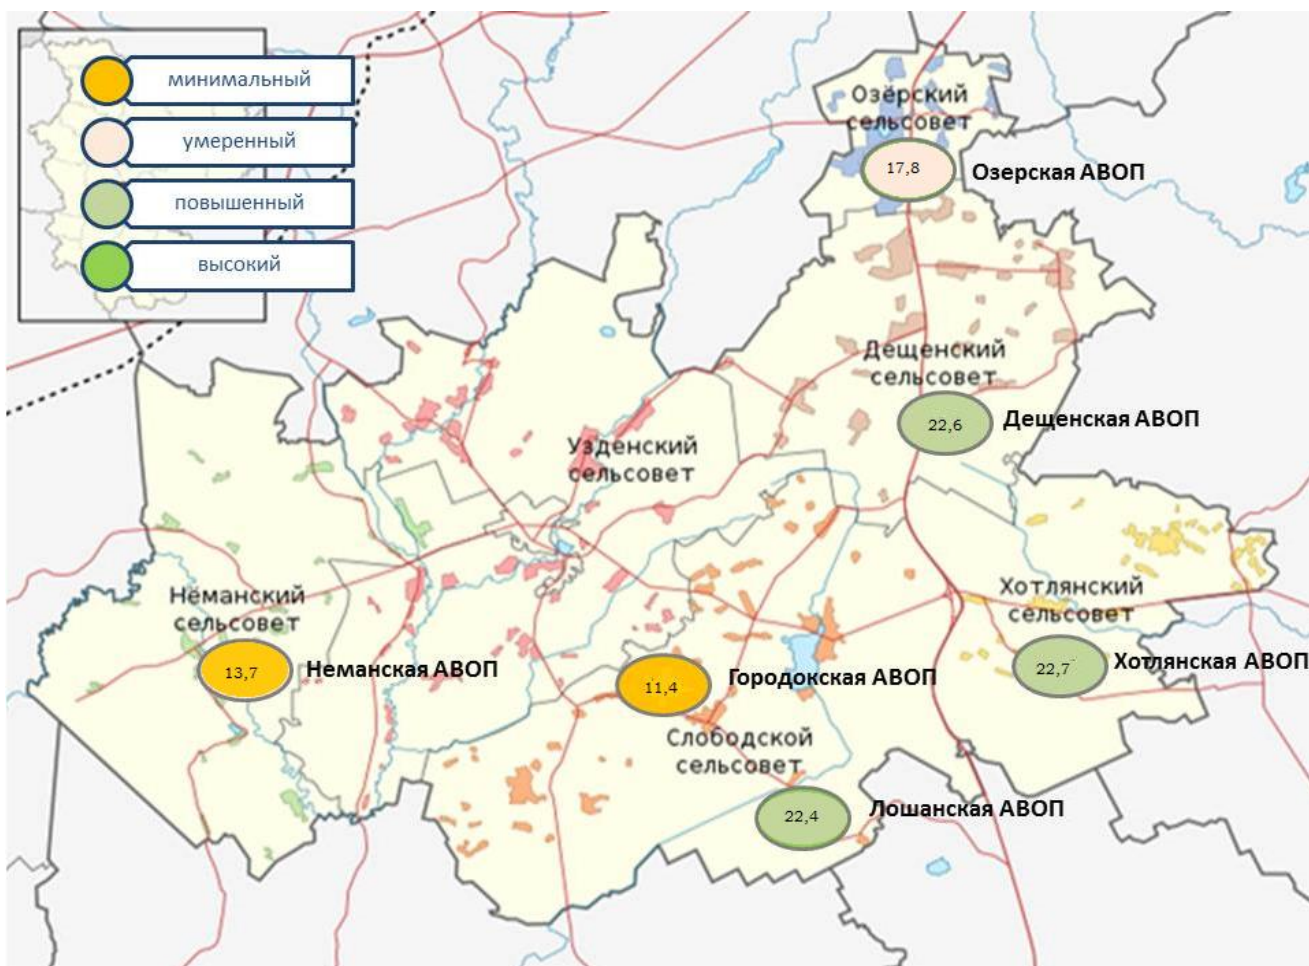 минимальный
умеренный
повышенный
высокий
Озёрский
сельсовет
17,8
Озерская АВОП
Дещенский
сельсовет
22,6
Дещенская АВОП
Узденский
сельсовет
Хотлянский
сельсовет
22,7
Хотлянская АВОП
Нёманский
сельсовет
13,7
Неманская АВОП
11,4
Городокская АВОП
Слободской
сельсовет
22,4
Лошанская АВОП